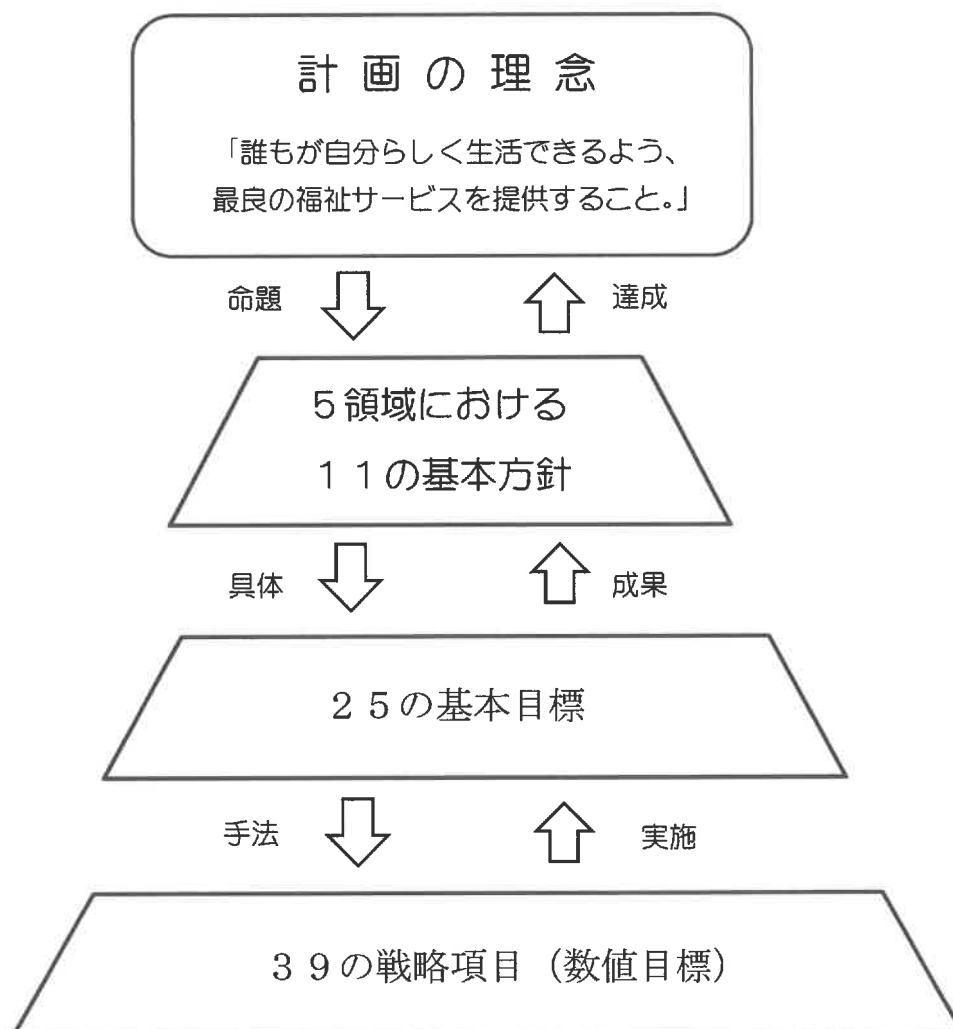 計画の理念
「誰もが自分らしく生活できるよう、
最良の福祉サービスを提供すること。」
命題
達成
５領域における
１１の基本方針
具体
成果
２５の基本目標
手法
実施
３９の戦略項目（数値目標）